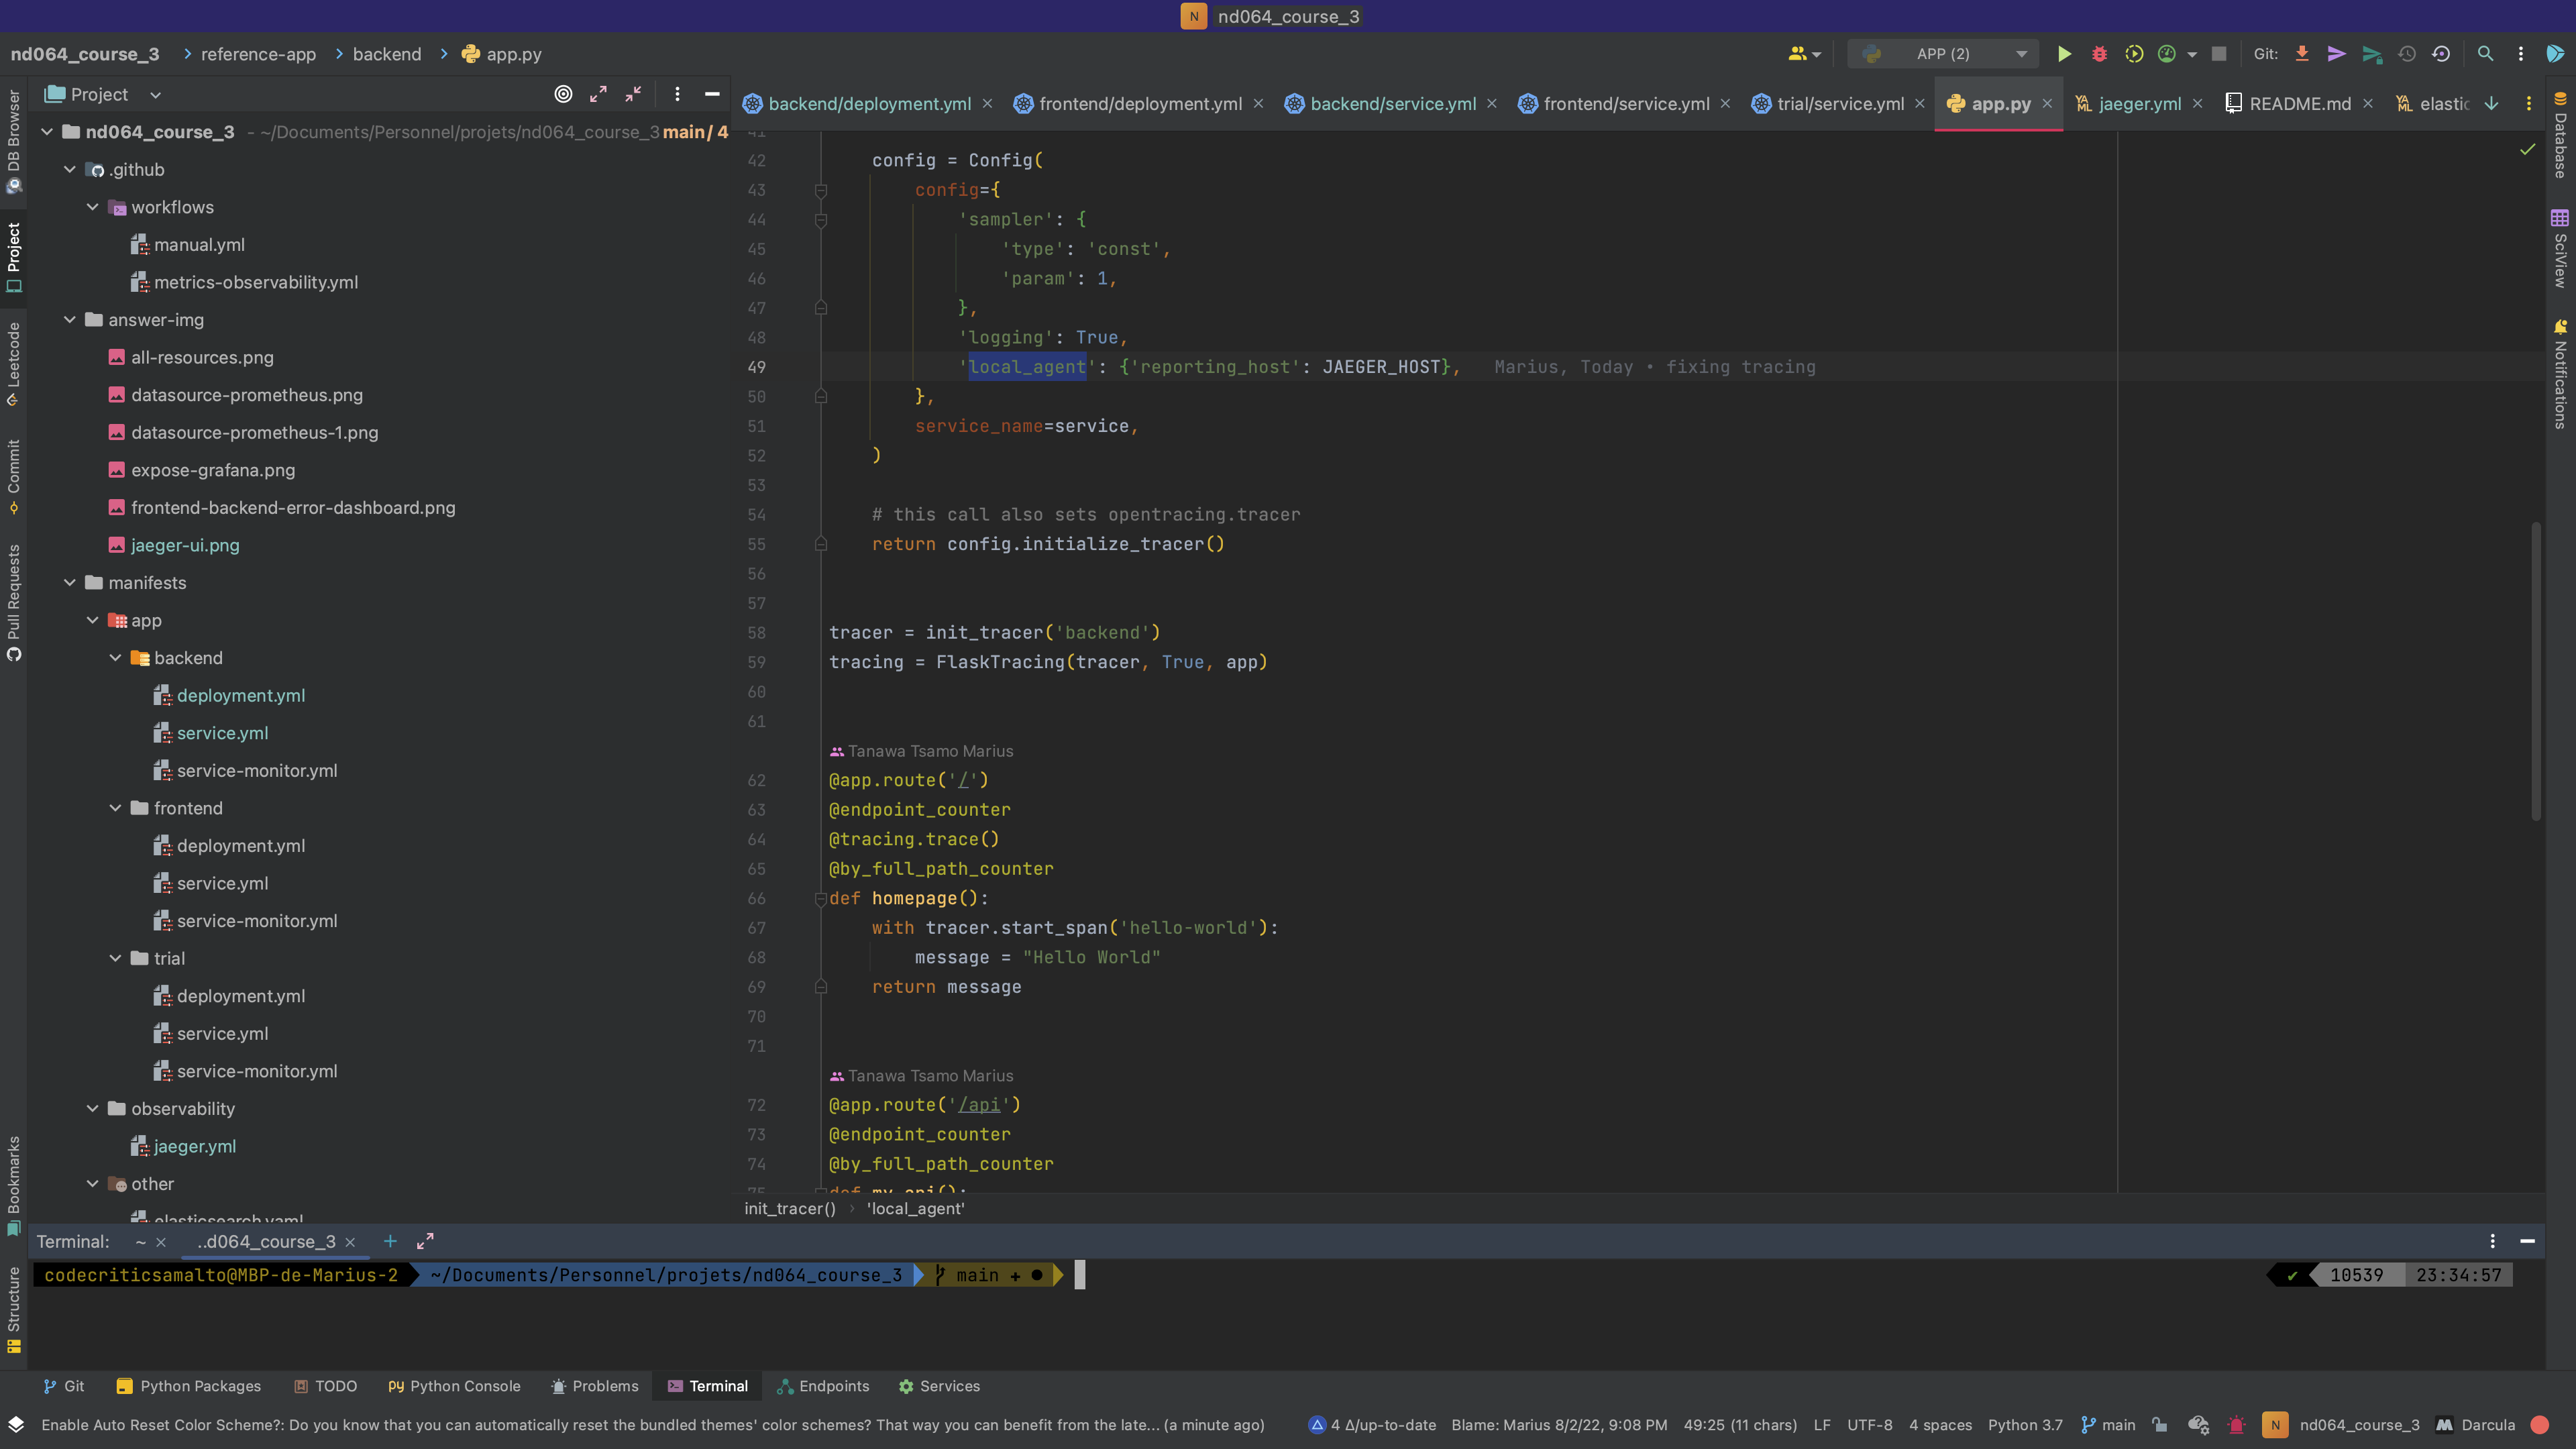 nd064_course_3
nd064_course_3 reference-app backend app.py
APP (2)
Git:
Project
nd064_course_3 - ~/Documents/Personnel/projets/nd064_course_3 main / 4
.github
workflows
manual.yml
metrics-observability.yml
answer-img
all-resources.png
datasource-prometheus.png
datasource-prometheus-1.png
expose-grafana.png
frontend-backend-error-dashboard.png
jaeger-ui.png
manifests
app
backend
deployment.yml
service.yml
service-monitor.yml
frontend
deployment.yml
service.yml
service-monitor.yml
trial
deployment.yml
service.yml
service-monitor.yml
observability
jaeger.yml
other
elasticsearch.yaml
DB Browser
Project
Leetcode
Commit
Pull Requests
Bookmarks
Structure
backend/deployment.yml frontend/deployment.yml backend/service.yml frontend/service.yml trial/service.yml app.py jaeger.yml README.md elastic
41
42 config = Config(
43 config={
44 'sampler': {
45 'type': 'const',
46 'param': 1,
47 },
48 'logging': True,
49 'local_agent': {'reporting_host': JAEGER_HOST}, Marius, Today • fixing tracing
50 },
51 service_name=service,
52 )
53
54 # this call also sets opentracing.tracer
55 return config.initialize_tracer()
56
57
58 tracer = init_tracer('backend')
59 tracing = FlaskTracing(tracer, True, app)
60
61
Tanawa Tsamo Marius
62 @app.route('/')
63 @endpoint_counter
64 @tracing.trace()
65 @by_full_path_counter
66 def homepage():
67 with tracer.start_span('hello-world'):
68 message = "Hello World"
69 return message
70
71
Tanawa Tsamo Marius
72 @app.route('/api')
73 @endpoint_counter
74 @by_full_path_counter
75 def my_api():
init_tracer() 'local_agent'
Database
SciView
Notifications
Terminal: ~ ..d064_course_3
codecriticsamalto@MBP-de-Marius-2 ~/Documents/Personnel/projets/nd064_course_3 main + ● ✔ 10539 23:34:57
Git Python Packages TODO Python Console Problems Terminal Endpoints Services
Enable Auto Reset Color Scheme?: Do you know that you can automatically reset the bundled themes' color schemes? That way you can benefit from the late... (a minute ago) 4 Δ/up-to-date Blame: Marius 8/2/22, 9:08 PM 49:25 (11 chars) LF UTF-8 4 spaces Python 3.7 main N nd064_course_3 Darcula